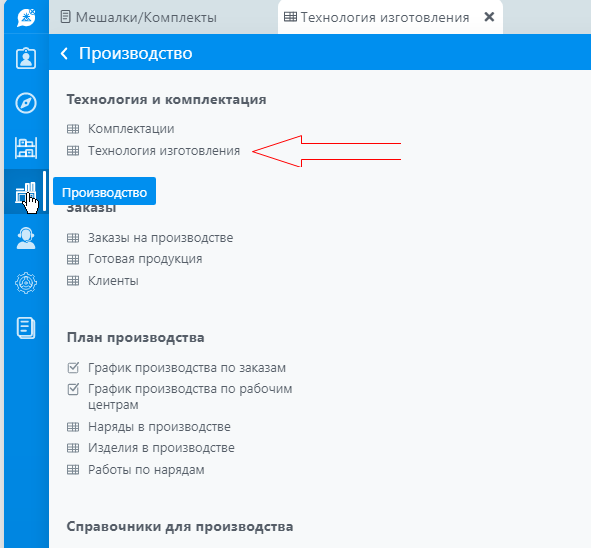 Мешалки/Комплекты
Технология изготовления
Производство
Технология и комплектация
Комплектации
Технология изготовления
Производство
Заказы
Заказы на производстве
Готовая продукция
Клиенты
План производства
График производства по заказам
График производства по рабочим
центрам
Наряды в производстве
Изделия в производстве
Работы по нарядам
Справочники для производства